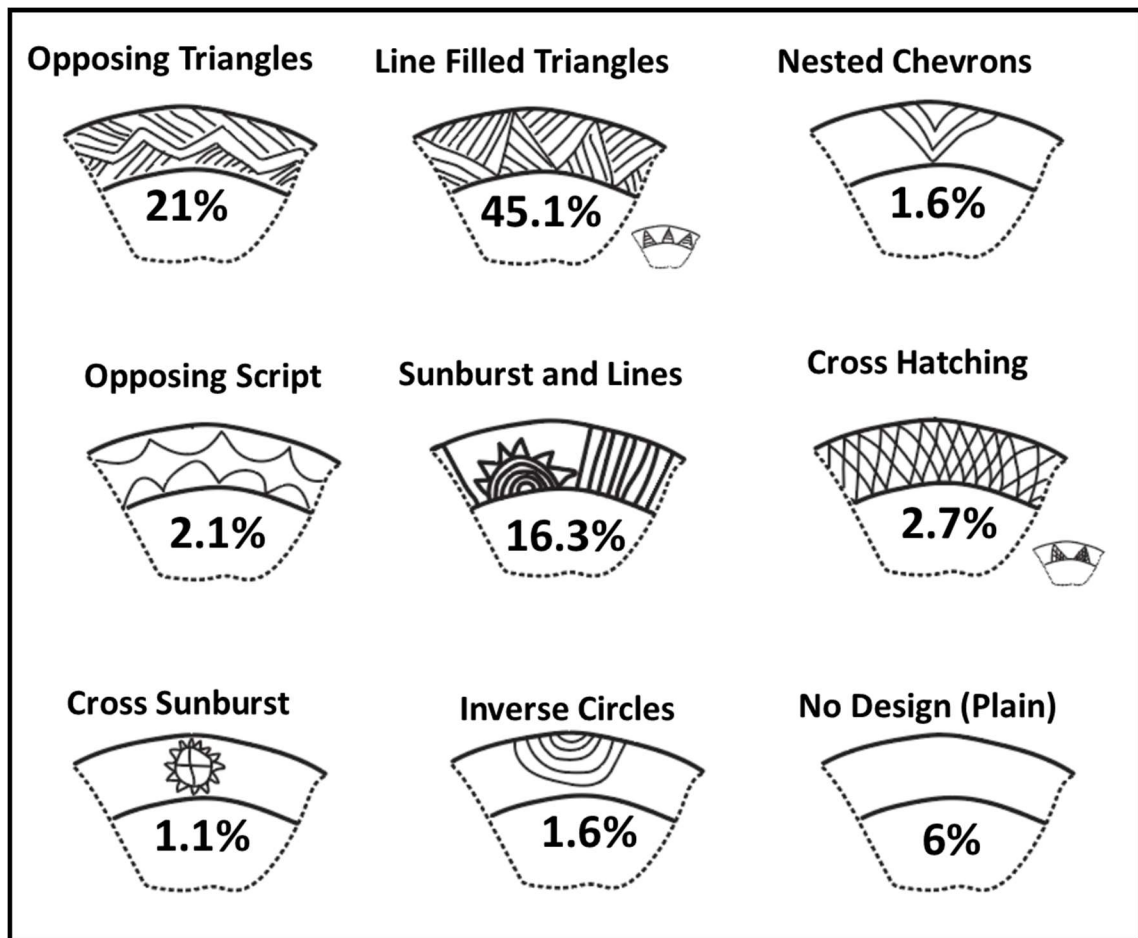 Opposing Triangles
21%
Line Filled Triangles
45.1%
Nested Chevrons
1.6%
Opposing Script
2.1%
Sunburst and Lines
16.3%
Cross Hatching
2.7%
Cross Sunburst
1.1%
Inverse Circles
1.6%
No Design (Plain)
6%